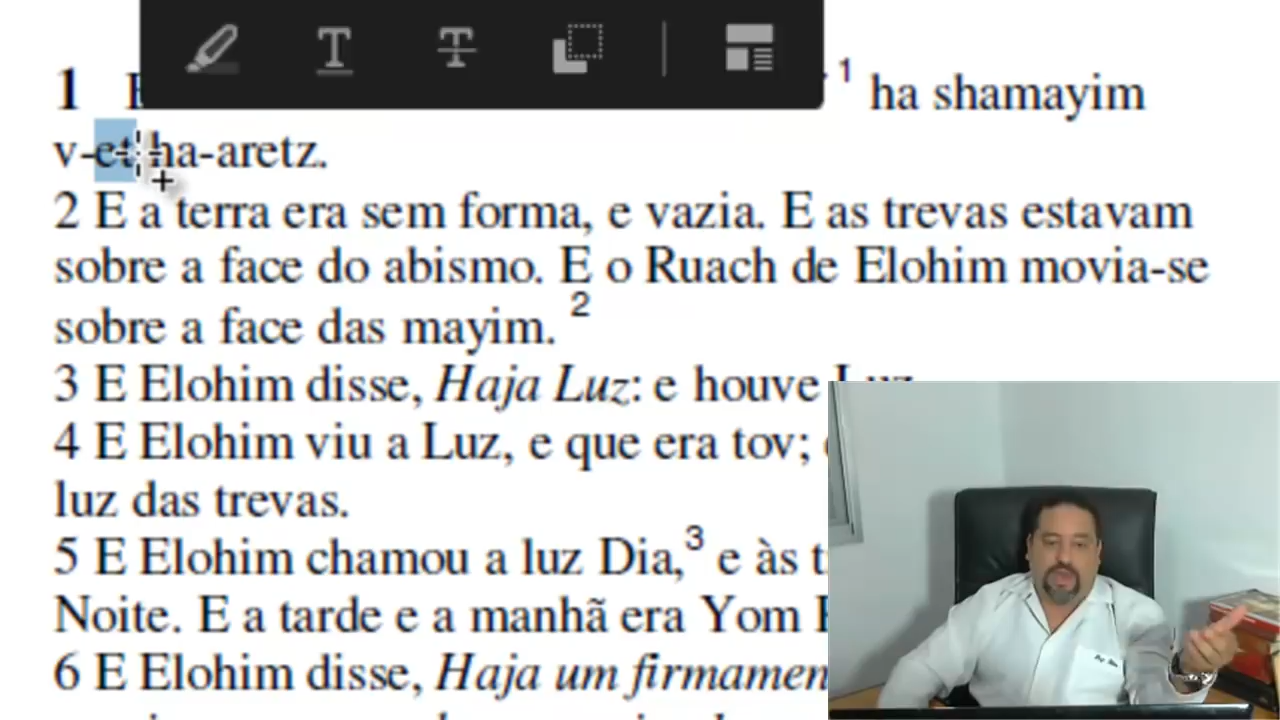 1 ¹ ha shamayim
v-et ha-aretz.
2 E a terra era sem forma, e vazia. E as trevas estavam
sobre a face do abismo. E o Ruach de Elohim movia-se
sobre a face das mayim. ²
3 E Elohim disse, Haja Luz: e houve Luz
4 E Elohim viu a Luz, e que era tov;
luz das trevas.
5 E Elohim chamou a luz Dia,³ e às
Noite. E a tarde e a manhã era Yom
6 E Elohim disse, Haja um